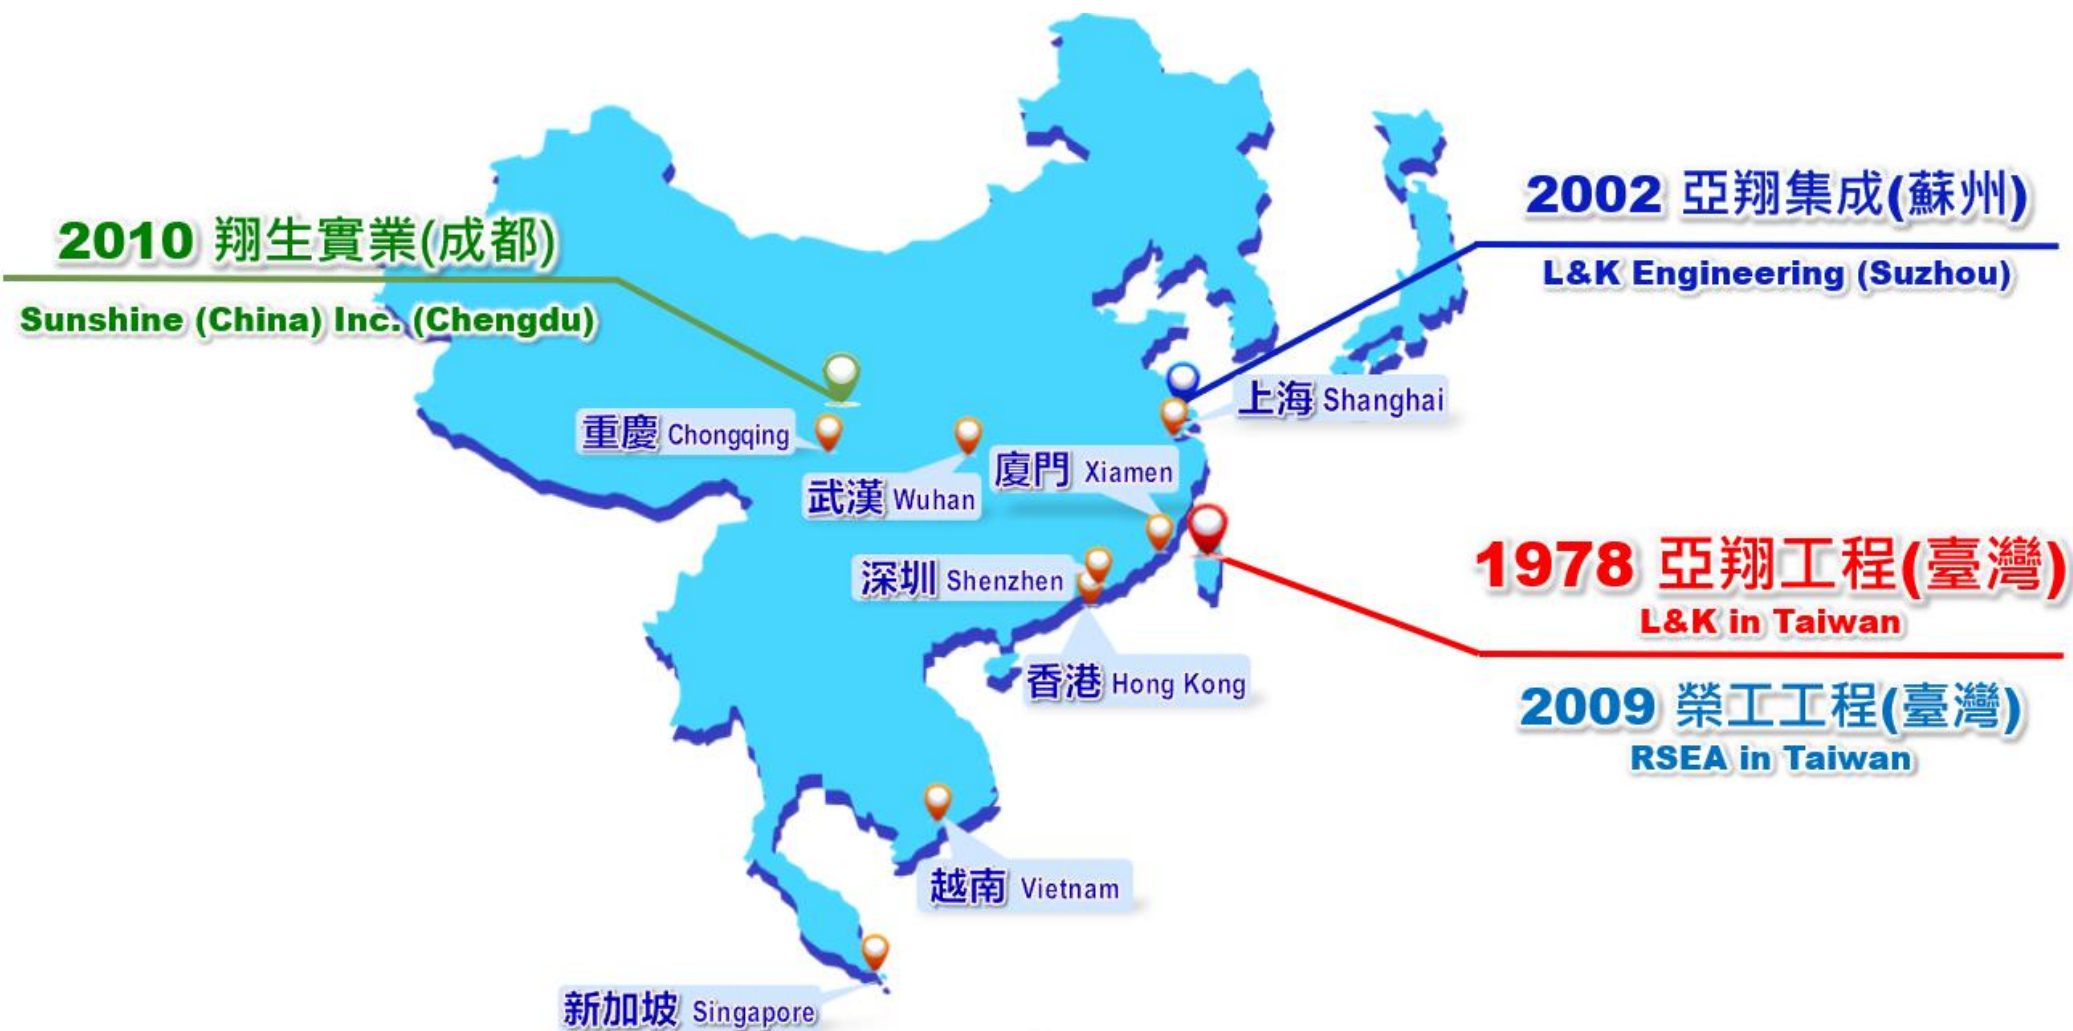 2010 翔生實業(成都)
Sunshine (China) Inc. (Chengdu)
2002 亞翔集成(蘇州)
L&K Engineering (Suzhou)
上海 Shanghai
重慶 Chongqing
武漢 Wuhan
廈門 Xiamen
深圳 Shenzhen
香港 Hong Kong
1978 亞翔工程(臺灣)
L&K in Taiwan
2009 榮工工程(臺灣)
RSEA in Taiwan
越南 Vietnam
新加坡 Singapore